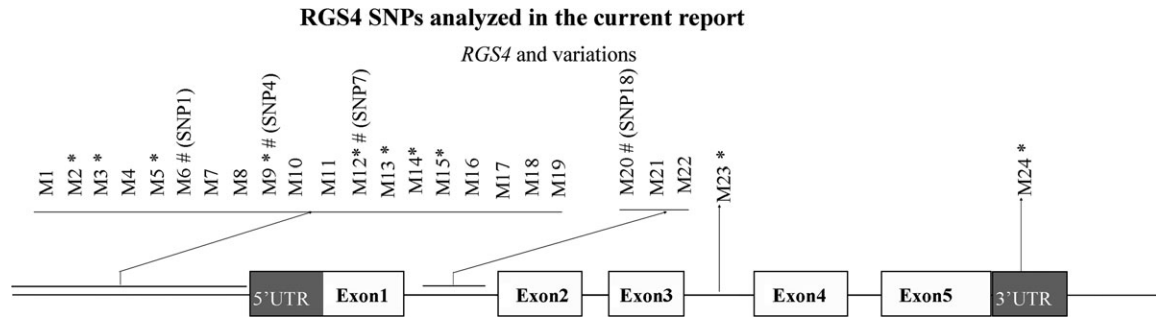 RGS4 SNPs analyzed in the current report
RGS4 and variations
M1
M2 *
M3 *
M4
M5 *
M6 # (SNP1)
M7
M8
M9 * # (SNP4)
M10
M11
M12* # (SNP7)
M13 *
M14*
M15*
M16
M17
M18
M19
M20 # (SNP18)
M21
M22
M23 *
M24 *
5'UTR
Exon1
Exon2
Exon3
Exon4
Exon5
3'UTR